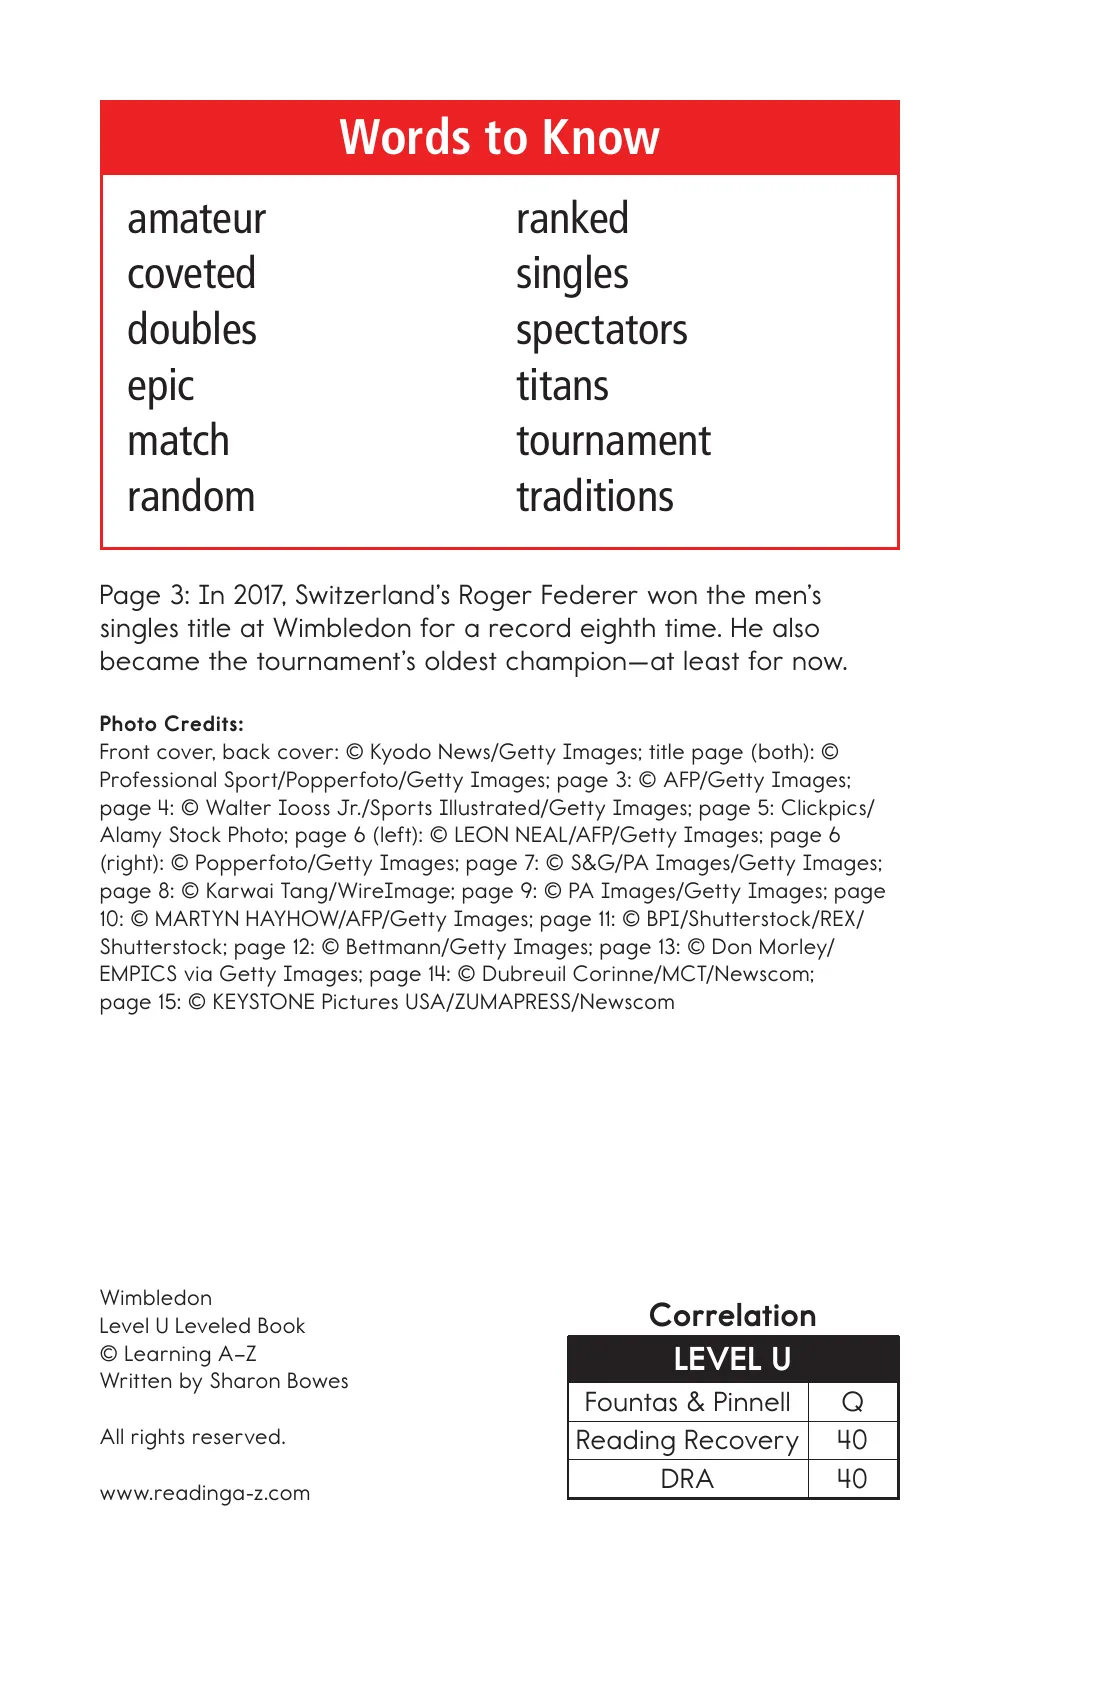 Words to Know
amateur
coveted
doubles
epic
match
random
ranked
singles
spectators
titans
tournament
traditions
Page 3: In 2017, Switzerland’s Roger Federer won the men’s
singles title at Wimbledon for a record eighth time. He also
became the tournament’s oldest champion—at least for now.
Photo Credits:
Front cover, back cover: © Kyodo News/Getty Images; title page (both): ©
Professional Sport/Popperfoto/Getty Images; page 3: © AFP/Getty Images;
page 4: © Walter Iooss Jr./Sports Illustrated/Getty Images; page 5: Clickpics/
Alamy Stock Photo; page 6 (left): © LEON NEAL/AFP/Getty Images; page 6
(right): © Popperfoto/Getty Images; page 7: © S&G/PA Images/Getty Images;
page 8: © Karwai Tang/WireImage; page 9: © PA Images/Getty Images; page
10: © MARTYN HAYHOW/AFP/Getty Images; page 11: © BPI/Shutterstock/REX/
Shutterstock; page 12: © Bettmann/Getty Images; page 13: © Don Morley/
EMPICS via Getty Images; page 14: © Dubreuil Corinne/MCT/Newscom;
page 15: © KEYSTONE Pictures USA/ZUMAPRESS/Newscom
Wimbledon
Level U Leveled Book
© Learning A–Z
Written by Sharon Bowes
All rights reserved.
www.readinga-z.com
Correlation
LEVEL U
Fountas & Pinnell Q
Reading Recovery 40
DRA 40